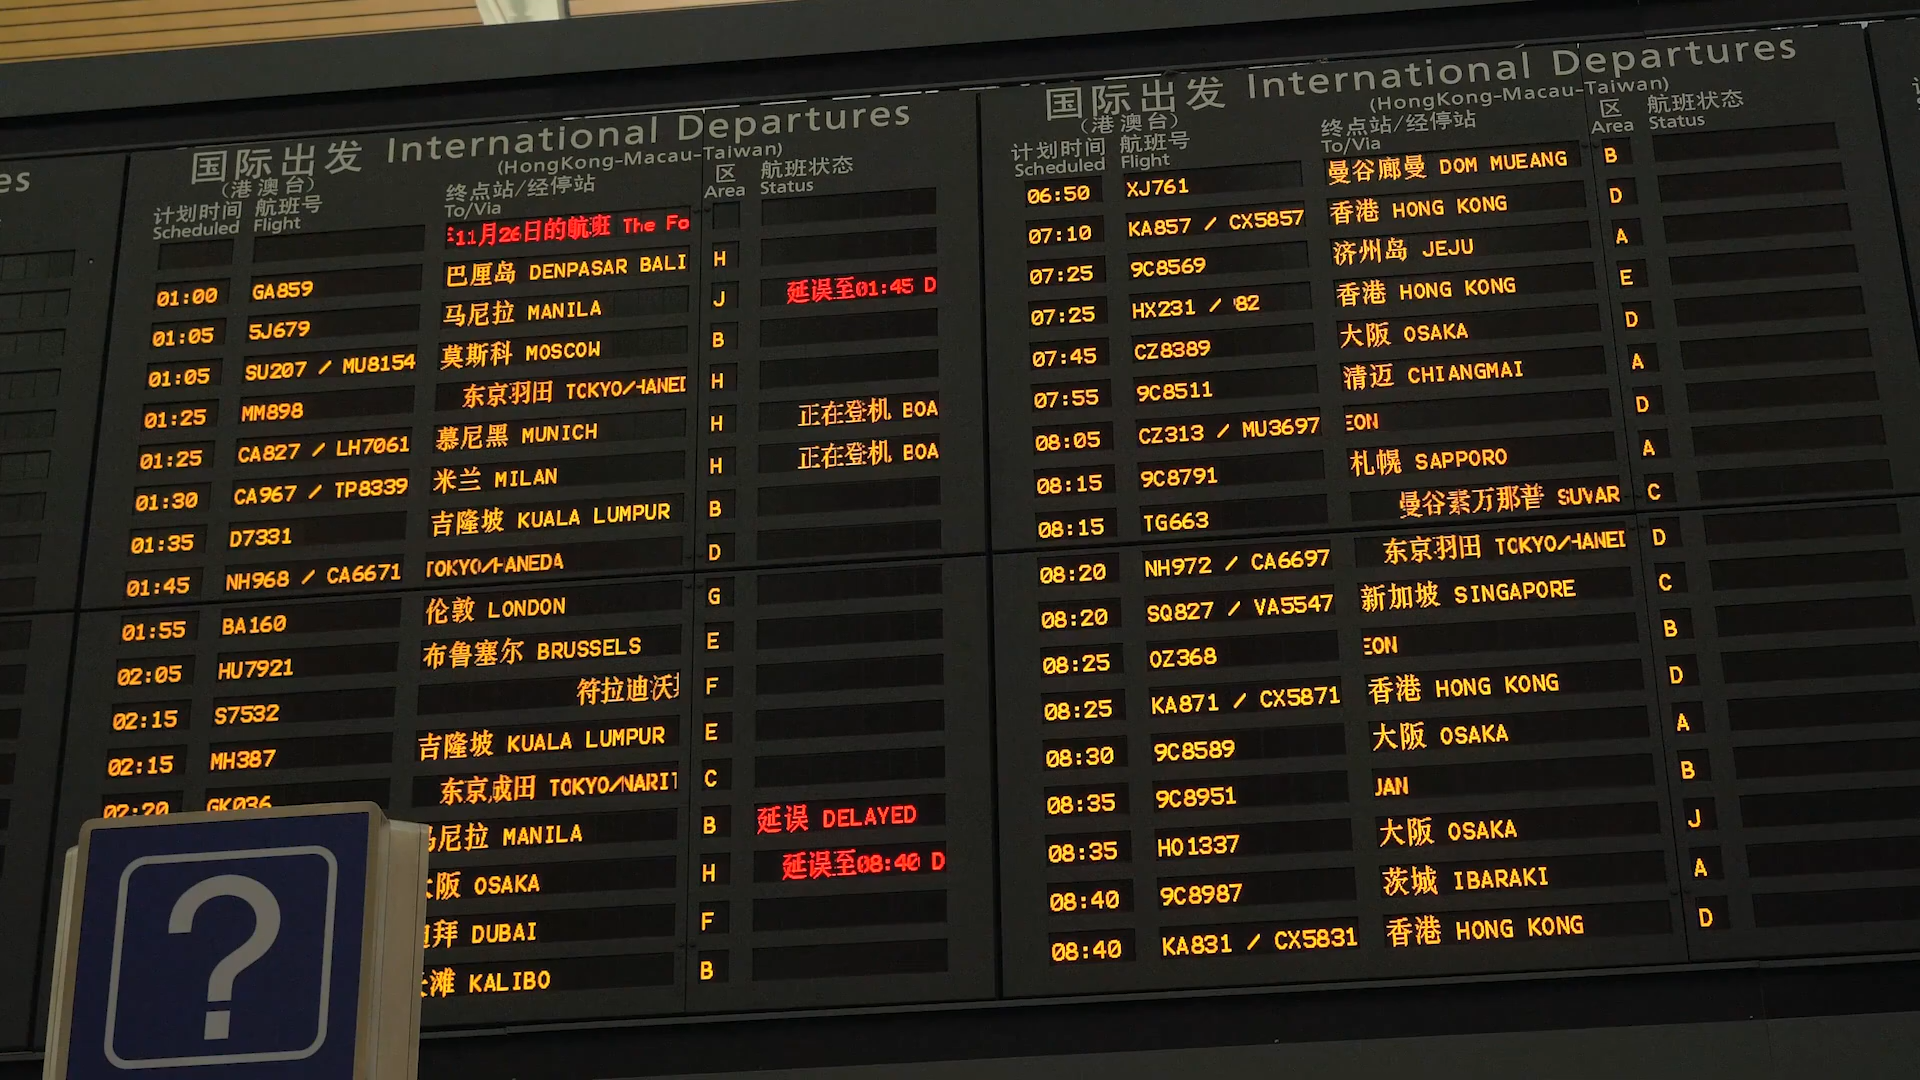 es
国际出发 International Departures
(港澳台) (HongKong-Macau-Taiwan)
计划时间 航班号 终点站/经停站 区 航班状态
Scheduled Flight To/Via Area Status
11月26日的航班 The Fo
01:00 GA859 巴厘岛 DENPASAR BALI H
01:05 5J679 马尼拉 MANILA J 延误至01:45 D
01:05 SU207 / MU8154 莫斯科 MOSCOW B
01:25 MM898 东京羽田 TOKYO/HANED H
01:25 CA827 / LH7061 慕尼黑 MUNICH H 正在登机 BOA
01:30 CA967 / TP8339 米兰 MILAN H 正在登机 BOA
01:35 D7331 吉隆坡 KUALA LUMPUR B
01:45 NH968 / CA6671 TOKYO/HANEDA D
01:55 BA160 伦敦 LONDON G
02:05 HU7921 布鲁塞尔 BRUSSELS E
02:15 S7532 符拉迪沃 F
02:15 MH387 吉隆坡 KUALA LUMPUR E
02:20 GK036 东京成田 TOKYO/NARIT C
尼拉 MANILA B 延误 DELAYED
阪 OSAKA H 延误至08:40 D
拜 DUBAI F
滩 KALIBO B
国际出发 International Departures
(港澳台) (HongKong-Macau-Taiwan)
计划时间 航班号 终点站/经停站 区 航班状态
Scheduled Flight To/Via Area Status
06:50 XJ761 曼谷廊曼 DOM MUEANG B
07:10 KA857 / CX5857 香港 HONG KONG D
07:25 9C8569 济州岛 JEJU A
07:25 HX231 / '82 香港 HONG KONG E
07:45 CZ8389 大阪 OSAKA D
07:55 9C8511 清迈 CHIANGMAI A
08:05 CZ313 / MU3697 EON D
08:15 9C8791 札幌 SAPPORO A
08:15 TG663 曼谷素万那普 SUVAR C
08:20 NH972 / CA6697 东京羽田 TOKYO/HANED D
08:20 SQ827 / VA5547 新加坡 SINGAPORE C
08:25 OZ368 EON B
08:25 KA871 / CX5871 香港 HONG KONG D
08:30 9C8589 大阪 OSAKA A
08:35 9C8951 JAN B
08:35 HO1337 大阪 OSAKA J
08:40 9C8987 茨城 IBARAKI A
08:40 KA831 / CX5831 香港 HONG KONG D
?